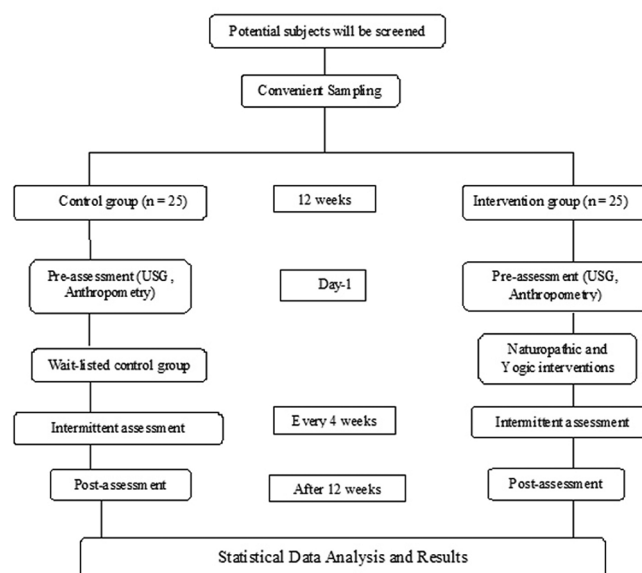 Potential subjects will be screened
Convenient Sampling
Control group (n = 25)
12 weeks
Intervention group (n = 25)
Pre-assessment (USG ,
Anthropometry)
Day-1
Pre-assessment (USG ,
Anthropometry)
Wait-listed control group
Naturopathic and
Yogic interventions
Intermittent assessment
Every 4 weeks
Intermittent assessment
Post-assessment
After 12 weeks
Post-assessment
Statistical Data Analysis and Results